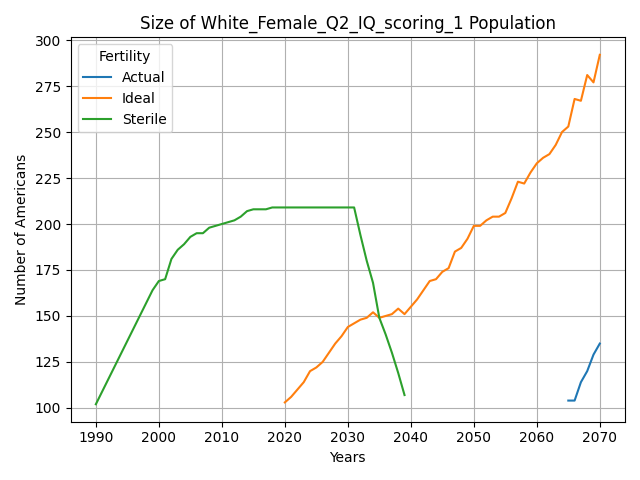 Size of White_Female_Q2_IQ_scoring_1 Population
Number of Americans
300
275
250
225
200
175
150
125
100
Fertility
Actual
Ideal
Sterile
1990 2000 2010 2020 2030 2040 2050 2060 2070
Years